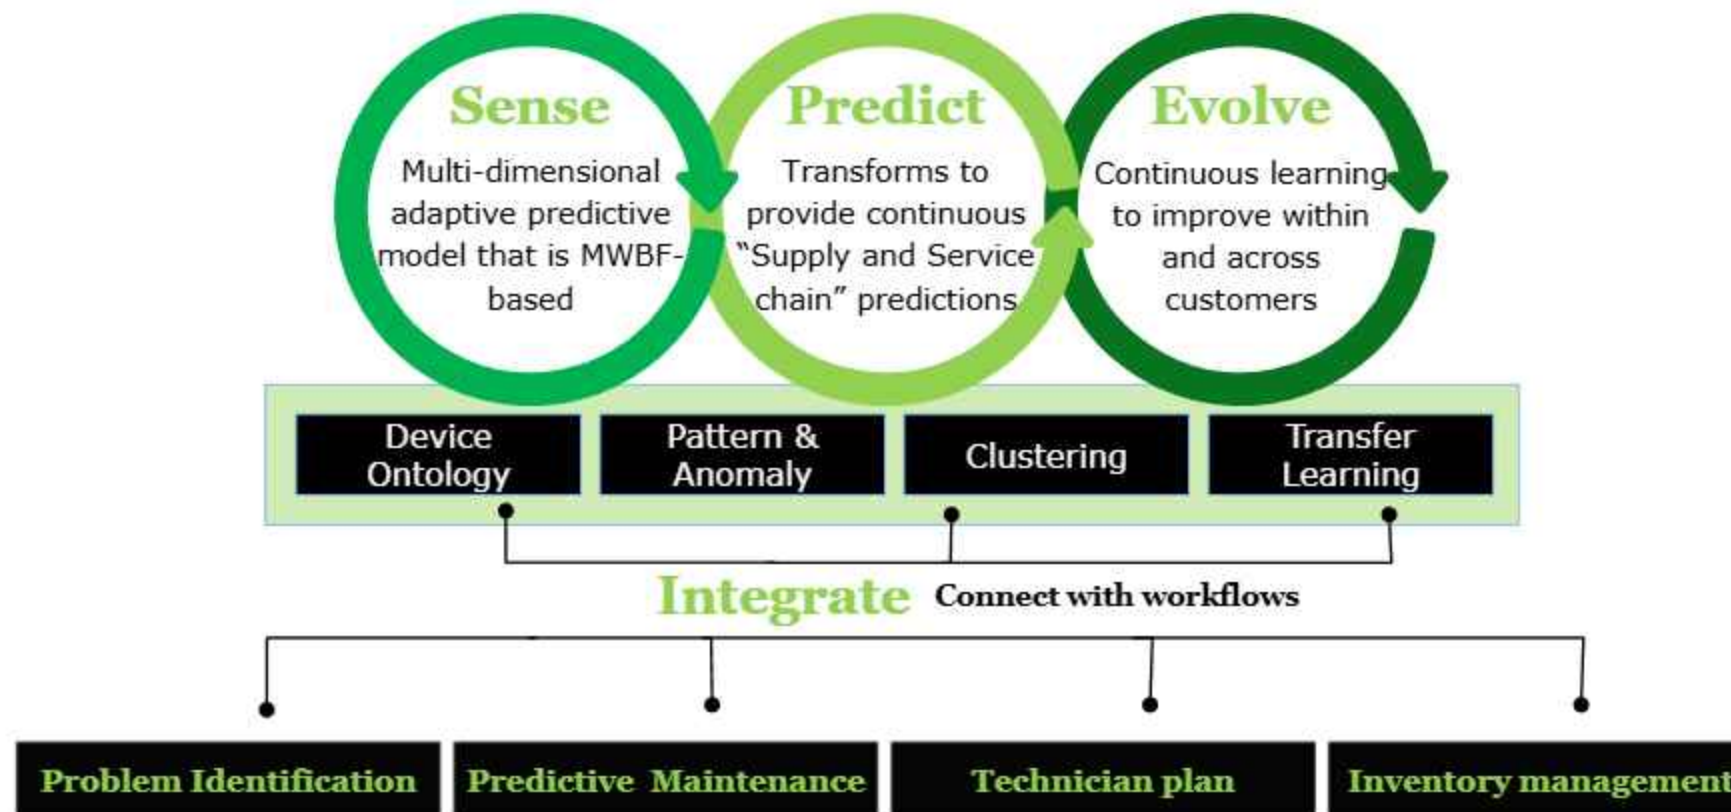 Sense
Multi-dimensional
adaptive predictive
model that is MWBF-
based
Predict
Transforms to
provide continuous
“Supply and Service
chain” predictions
Evolve
Continuous learning
to improve within
and across
customers
Device
Ontology
Pattern &
Anomaly
Clustering
Transfer
Learning
Integrate Connect with workflows
Problem Identification
Predictive Maintenance
Technician plan
Inventory management